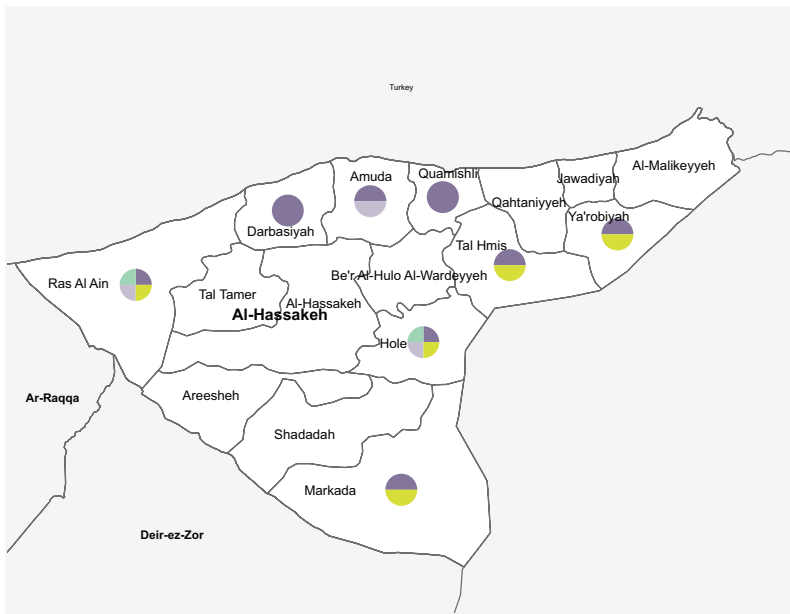 Turkey
Al-Malikeyyeh
Quamishli
Jawadiyah
Amuda
Qahtaniyyeh
Ya'robiyah
Darbasiyah
Tal Hmis
Be'r Al-Hulo Al-Wardeyyeh
Ras Al Ain
Tal Tamer
Al-Hassakeh
Al-Hassakeh
Hole
Ar-Raqqa
Areesheh
Shadadah
Markada
Deir-ez-Zor